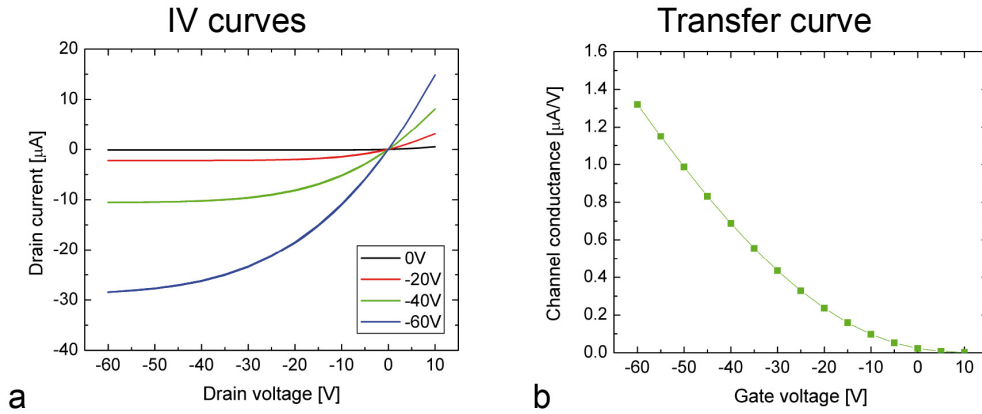 IV curves
Drain current [μA]
20
10
0
-10
-20
-30
-40
0V
-20V
-40V
-60V
-60 -50 -40 -30 -20 -10 0 10
Drain voltage [V]
a
Transfer curve
Channel conductance [μA/V]
1.6
1.4
1.2
1.0
0.8
0.6
0.4
0.2
0.0
-60 -50 -40 -30 -20 -10 0 10
Gate voltage [V]
b